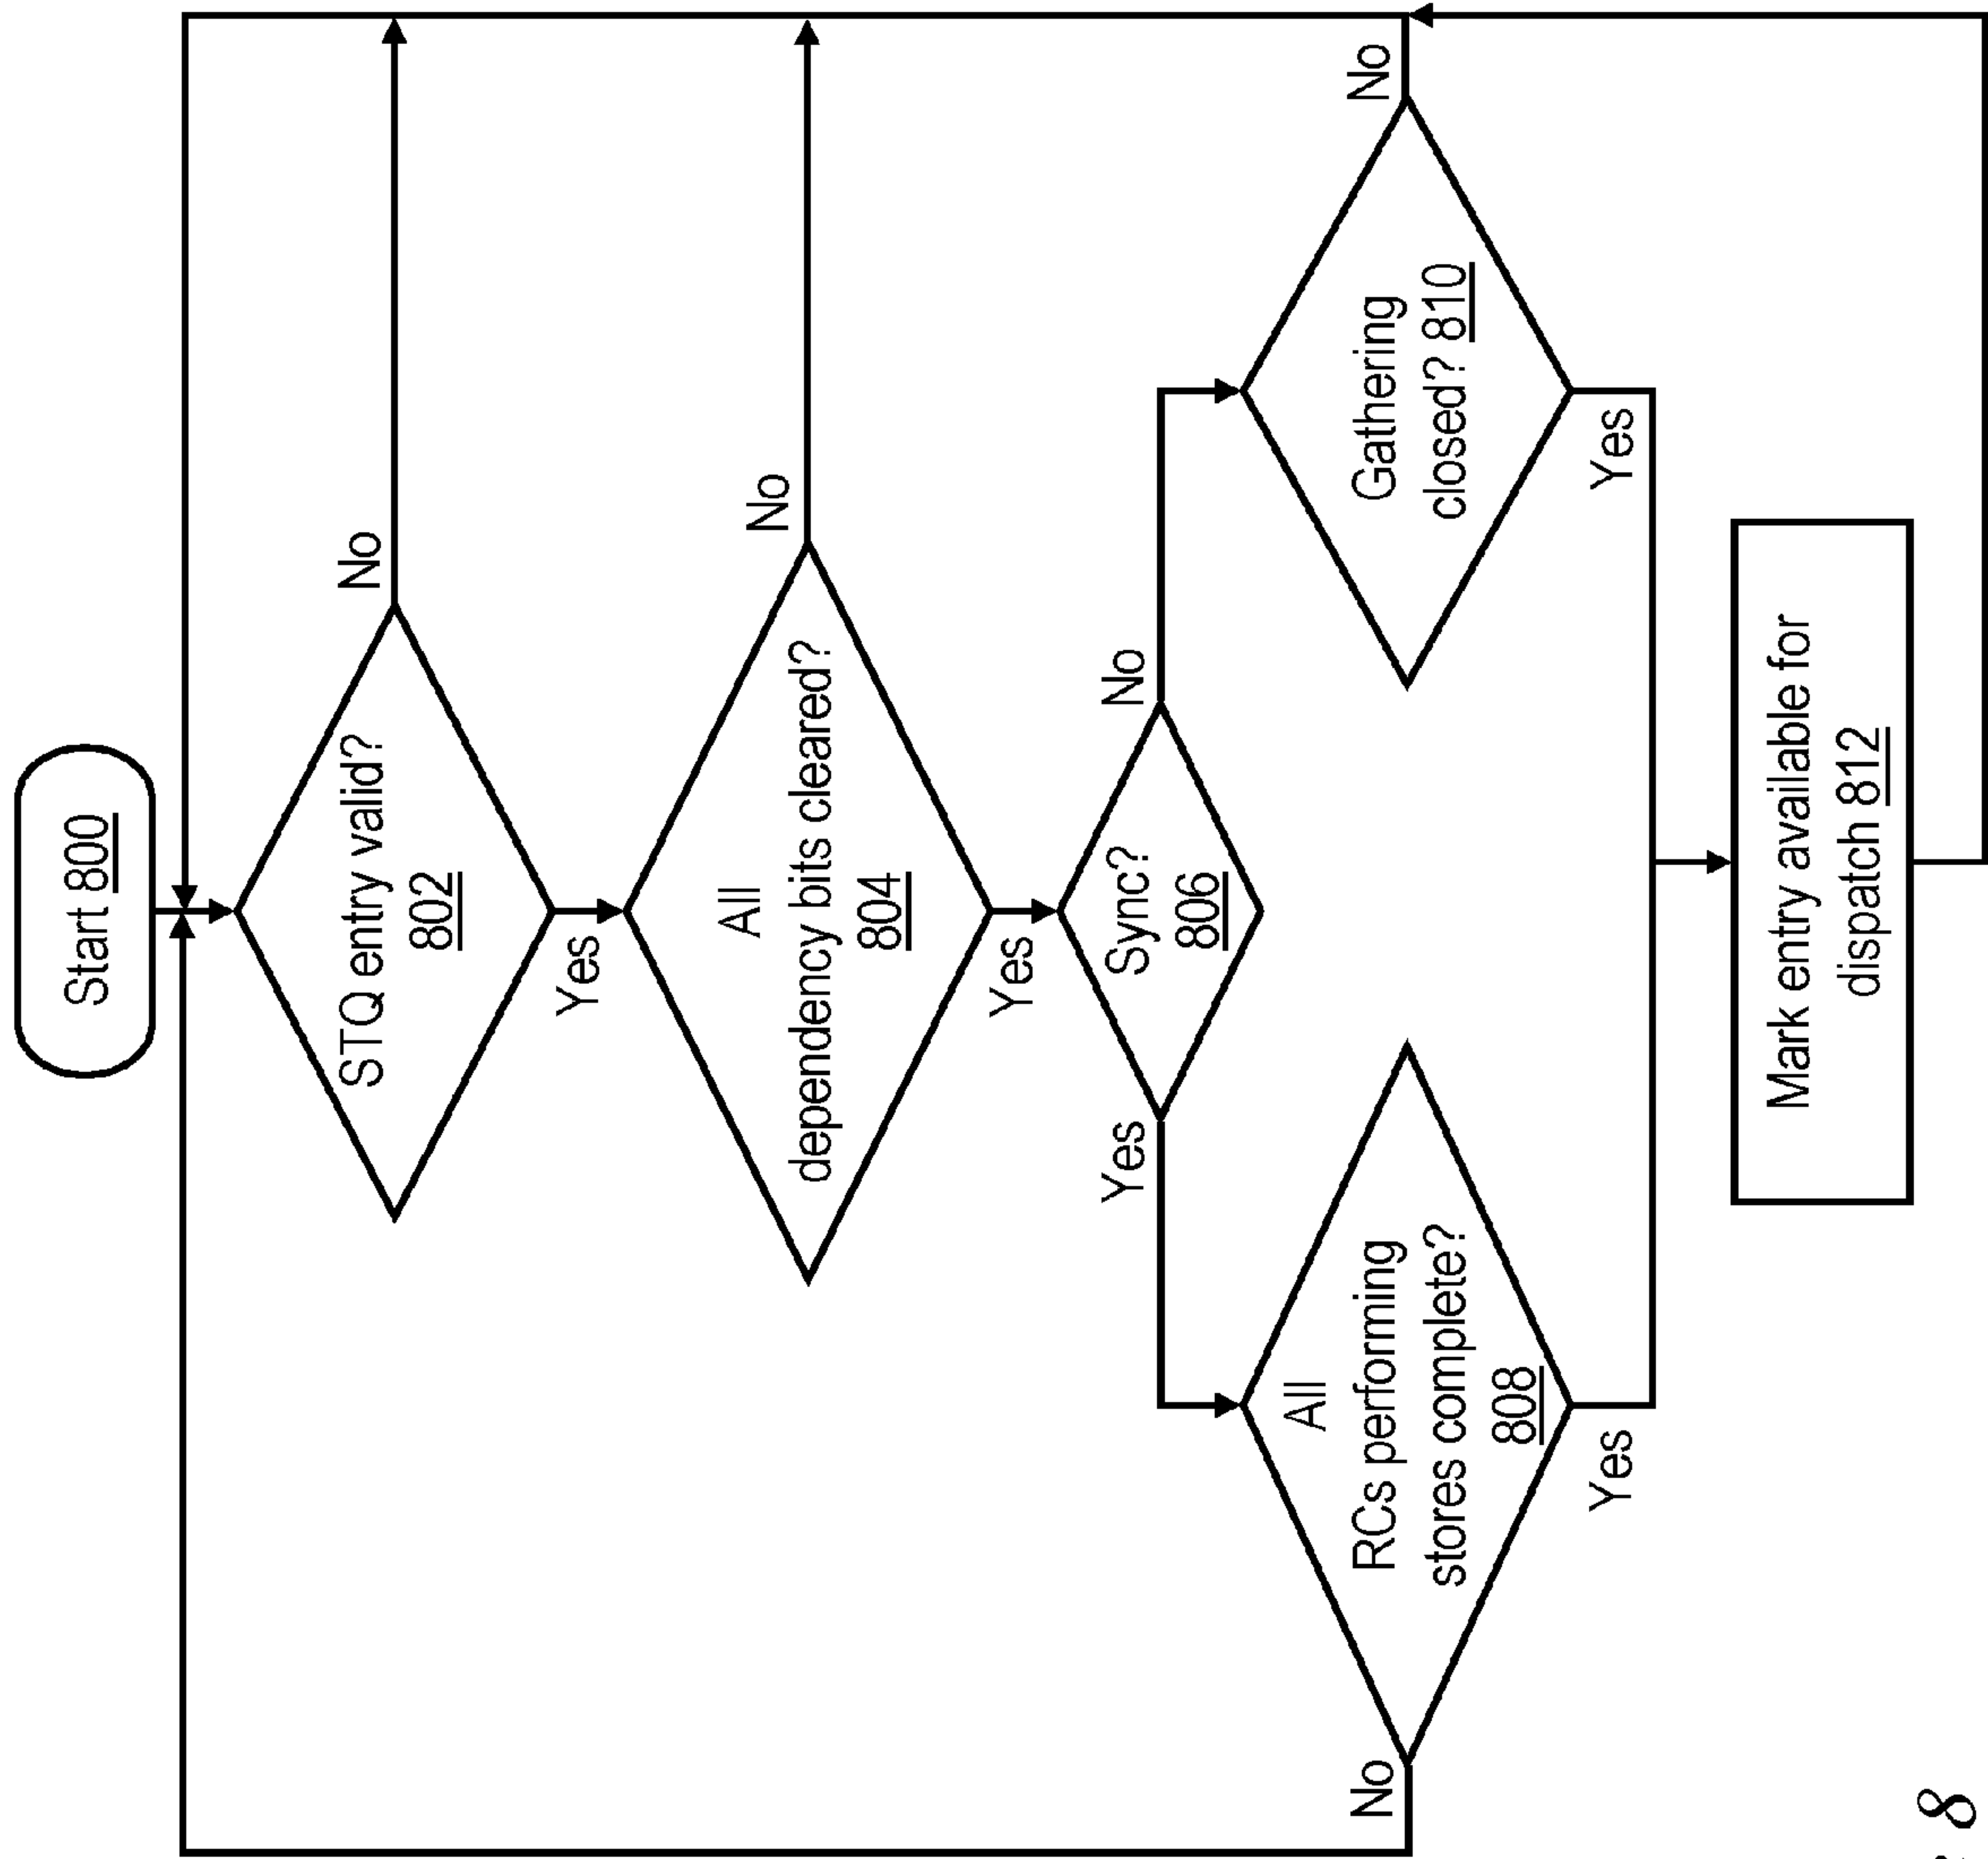 Start 800
STQ entry valid?
802
No
Yes
All
dependency bits cleared?
804
No
Yes
Sync?
806
Yes
No
All
RCs performing
stores complete?
808
No
Yes
Gathering
closed? 810
No
Yes
Mark entry available for
dispatch 812
8